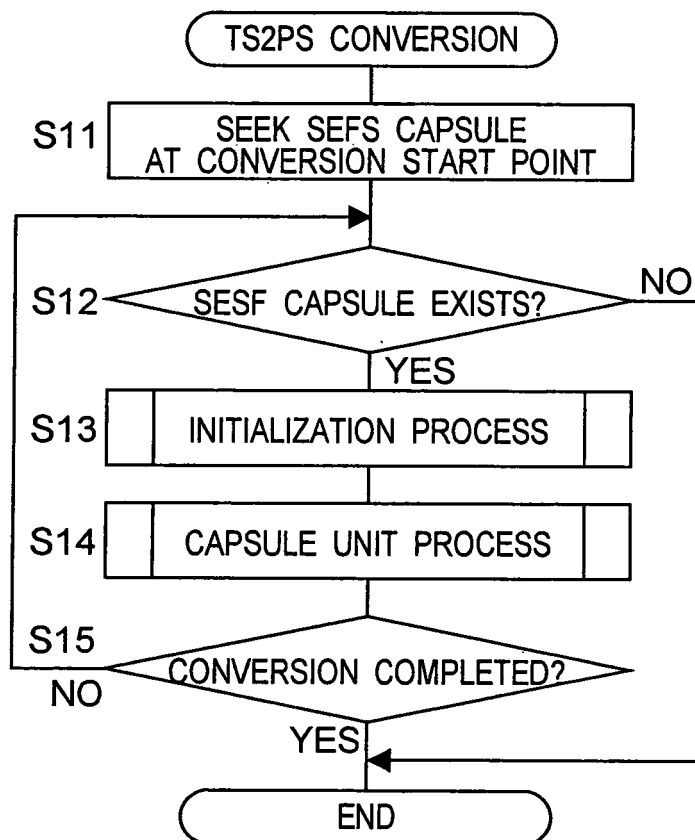 TS2PS CONVERSION
S11
SEEK SEFS CAPSULE
AT CONVERSION START POINT
S12
SESF CAPSULE EXISTS?
NO
YES
S13
INITIALIZATION PROCESS
S14
CAPSULE UNIT PROCESS
S15
CONVERSION COMPLETED?
NO
YES
END